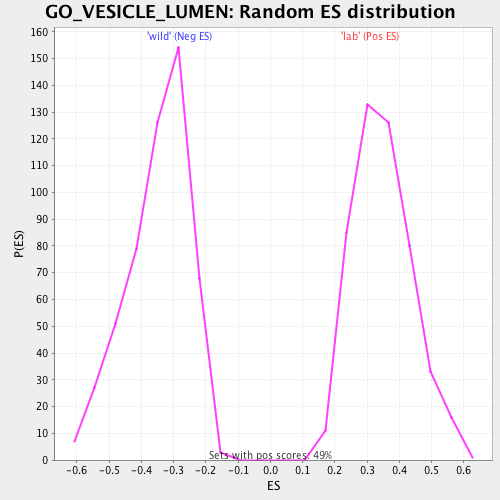 GO_VESICLE_LUMEN: Random ES distribution
'wild' (Neg ES) 'lab' (Pos ES)
160
150
140
130
120
110
100
90
80
70
60
50
40
30
20
10
0
P(ES)
Sets with pos scores: 49%
-0.6 -0.5 -0.4 -0.3 -0.2 -0.1 0.0 0.1 0.2 0.3 0.4 0.5 0.6
ES